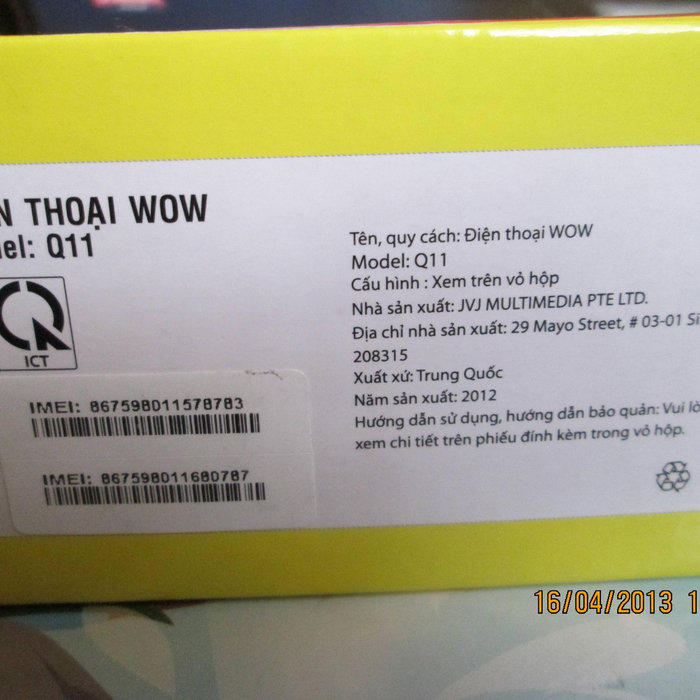 N THOẠI WOW
el: Q11
ICT
IMEI: 867598011578783
IMEI: 867598011680787
Tên, quy cách: Điện thoại WOW
Model: Q11
Cấu hình : Xem trên vỏ hộp
Nhà sản xuất: JVJ MULTIMEDIA PTE LTD.
Địa chỉ nhà sản xuất: 29 Mayo Street, # 03-01 Si
208315
Xuất xứ: Trung Quốc
Năm sản xuất: 2012
Hướng dẫn sử dụng, hướng dẫn bảo quản: Vui lò
xem chi tiết trên phiếu đính kèm trong vỏ hộp.
16/04/2013 1